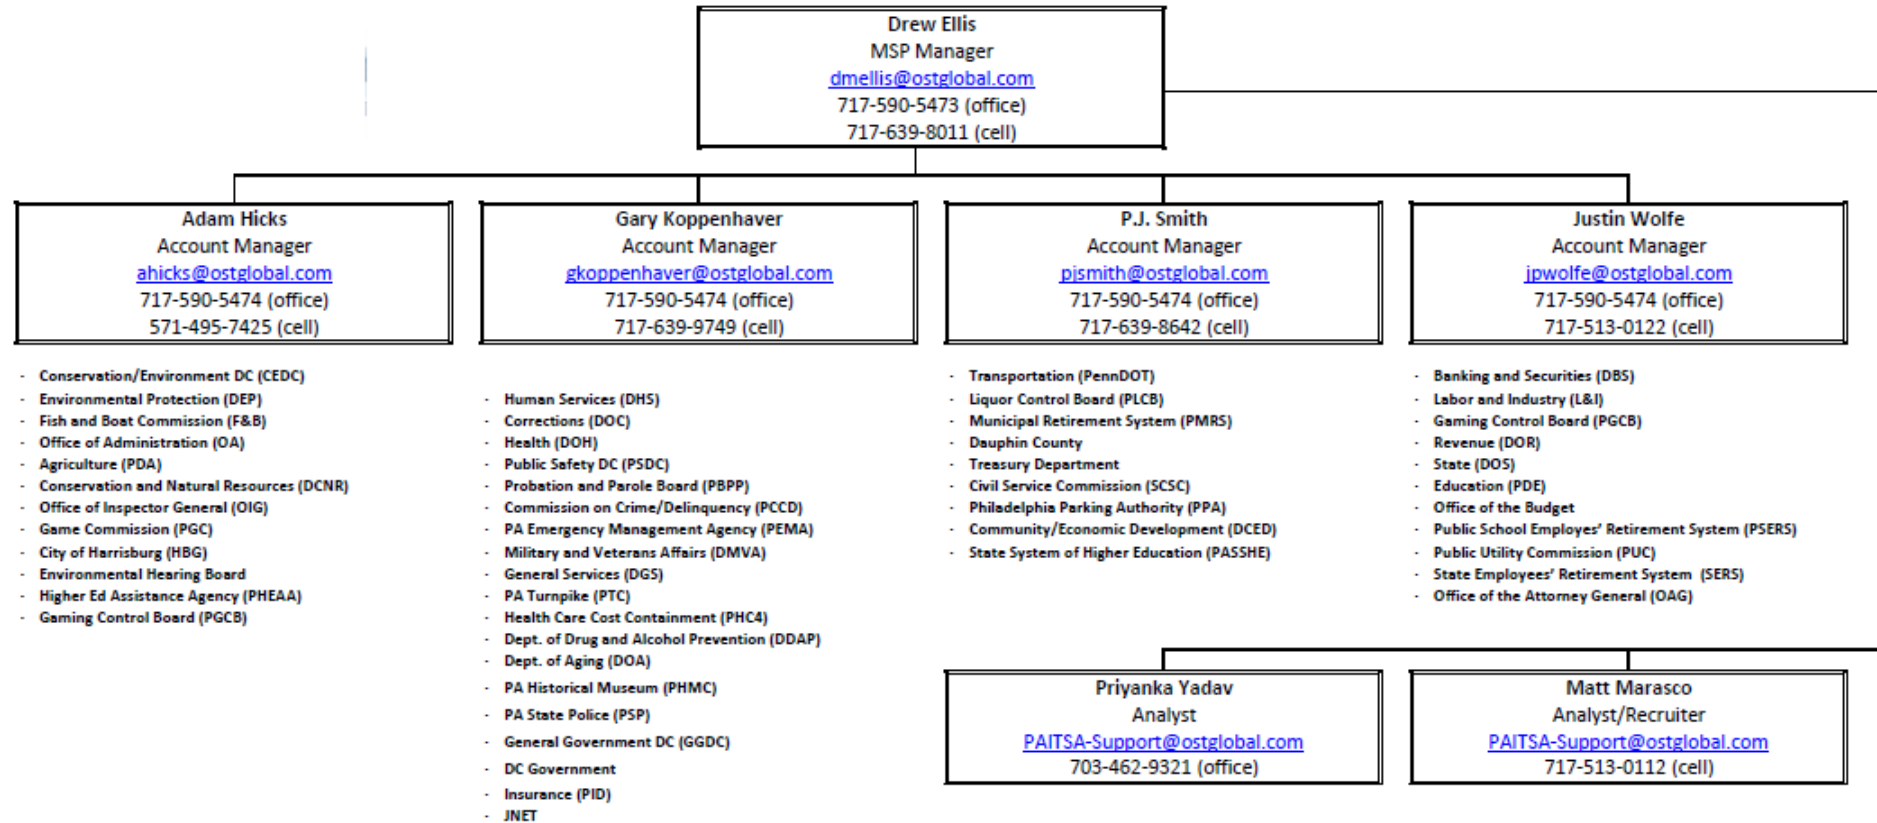 Drew Ellis
MSP Manager
dmellis@ostglobal.com
717-590-5473 (office)
717-639-8011 (cell)
Adam Hicks
Account Manager
ahicks@ostglobal.com
717-590-5474 (office)
571-495-7425 (cell)
- Conservation/Environment DC (CEDC)
- Environmental Protection (DEP)
- Fish and Boat Commission (F&B)
- Office of Administration (OA)
- Agriculture (PDA)
- Conservation and Natural Resources (DCNR)
- Office of Inspector General (OIG)
- Game Commission (PGC)
- City of Harrisburg (HBG)
- Environmental Hearing Board
- Higher Ed Assistance Agency (PHEAA)
- Gaming Control Board (PGCB)
Gary Koppenhaver
Account Manager
gkoppenhaver@ostglobal.com
717-590-5474 (office)
717-639-9749 (cell)
- Human Services (DHS)
- Corrections (DOC)
- Health (DOH)
- Public Safety DC (PSDC)
- Probation and Parole Board (PBPP)
- Commission on Crime/Delinquency (PCCD)
- PA Emergency Management Agency (PEMA)
- Military and Veterans Affairs (DMVA)
- General Services (DGS)
- PA Turnpike (PTC)
- Health Care Cost Containment (PHC4)
- Dept. of Drug and Alcohol Prevention (DDAP)
- Dept. of Aging (DOA)
- PA Historical Museum (PHMC)
- PA State Police (PSP)
- General Government DC (GGDC)
- DC Government
- Insurance (PID)
- JNET
P.J. Smith
Account Manager
pjsmith@ostglobal.com
717-590-5474 (office)
717-639-8642 (cell)
- Transportation (PennDOT)
- Liquor Control Board (PLCB)
- Municipal Retirement System (PMRS)
- Dauphin County
- Treasury Department
- Civil Service Commission (SCSC)
- Philadelphia Parking Authority (PPA)
- Community/Economic Development (DCED)
- State System of Higher Education (PASSHE)
Justin Wolfe
Account Manager
jpwolfe@ostglobal.com
717-590-5474 (office)
717-513-0122 (cell)
- Banking and Securities (DBS)
- Labor and Industry (L&I)
- Gaming Control Board (PGCB)
- Revenue (DOR)
- State (DOS)
- Education (PDE)
- Office of the Budget
- Public School Employes' Retirement System (PSERS)
- Public Utility Commission (PUC)
- State Employees' Retirement System (SERS)
- Office of the Attorney General (OAG)
Priyanka Yadav
Analyst
PAITSA-Support@ostglobal.com
703-462-9321 (office)
Matt Marasco
Analyst/Recruiter
PAITSA-Support@ostglobal.com
717-513-0112 (cell)